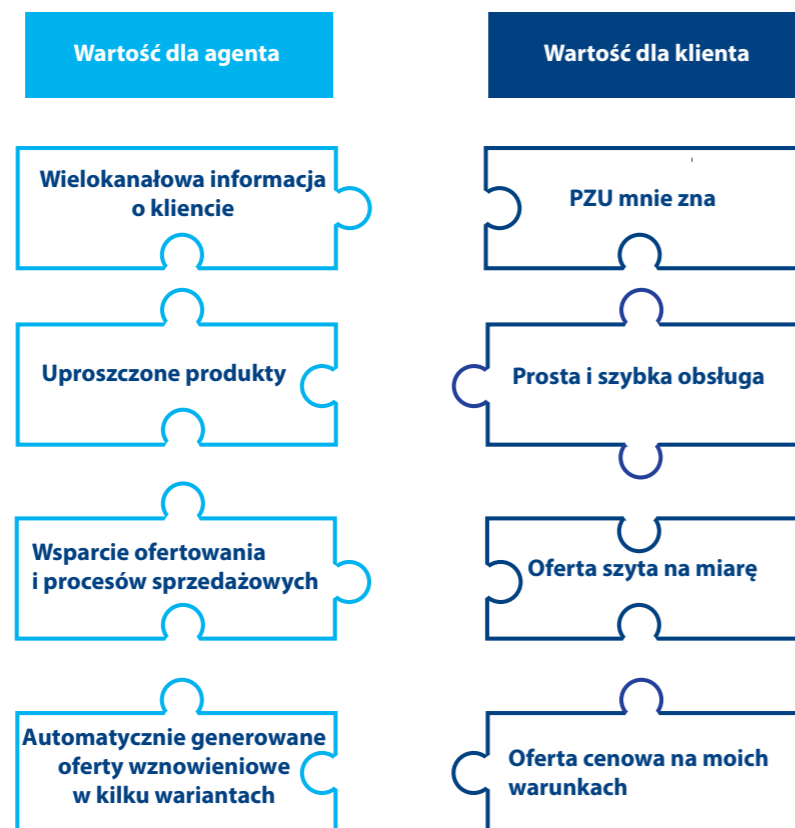 Wartość dla agenta
Wartość dla klienta
Wielokanałowa informacja
o kliencie
PZU mnie zna
Uproszczone produkty
Prosta i szybka obsługa
Wsparcie ofertowania
i procesów sprzedażowych
Oferta szyta na miarę
Automatycznie generowane
oferty wznowieniowe
w kilku wariantach
Oferta cenowa na moich
warunkach